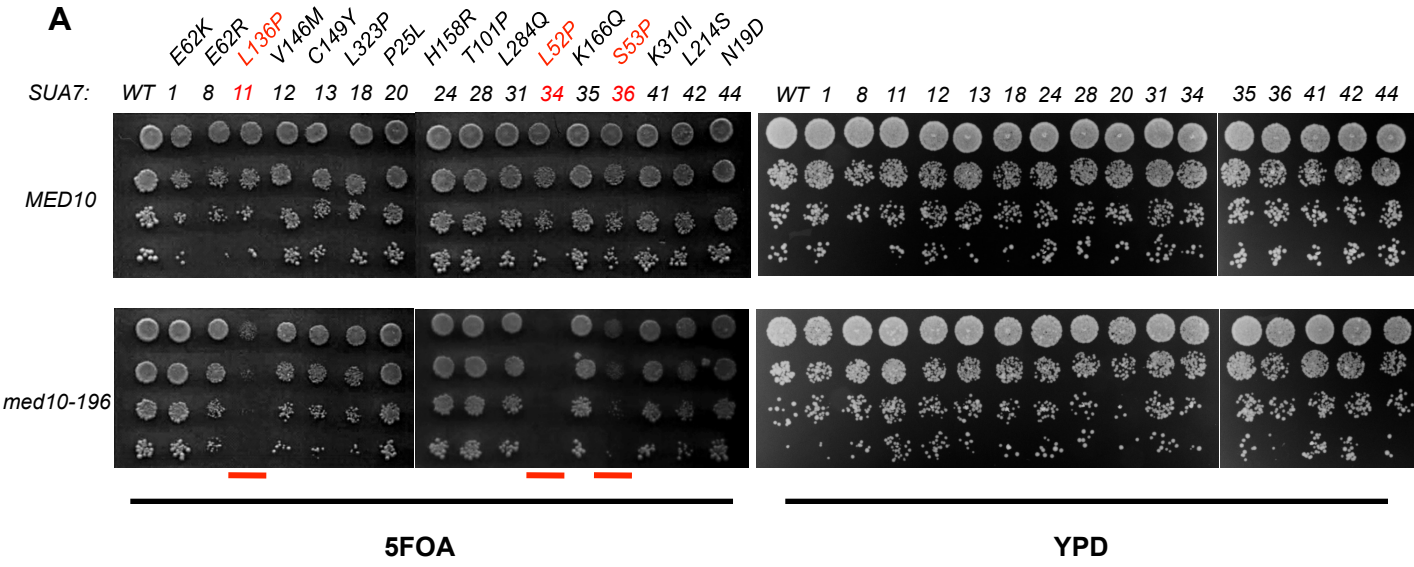 A
E62K E62R L136P V146M C149Y L323P P25L H158R T101P L284Q L52P K166Q S53P K310I L214S N19D
SUA7: WT 1 8 11 12 13 18 20 24 28 31 34 35 36 41 42 44 WT 1 8 11 12 13 18 24 28 20 31 34 35 36 41 42 44
MED10
med10-196
5FOA YPD